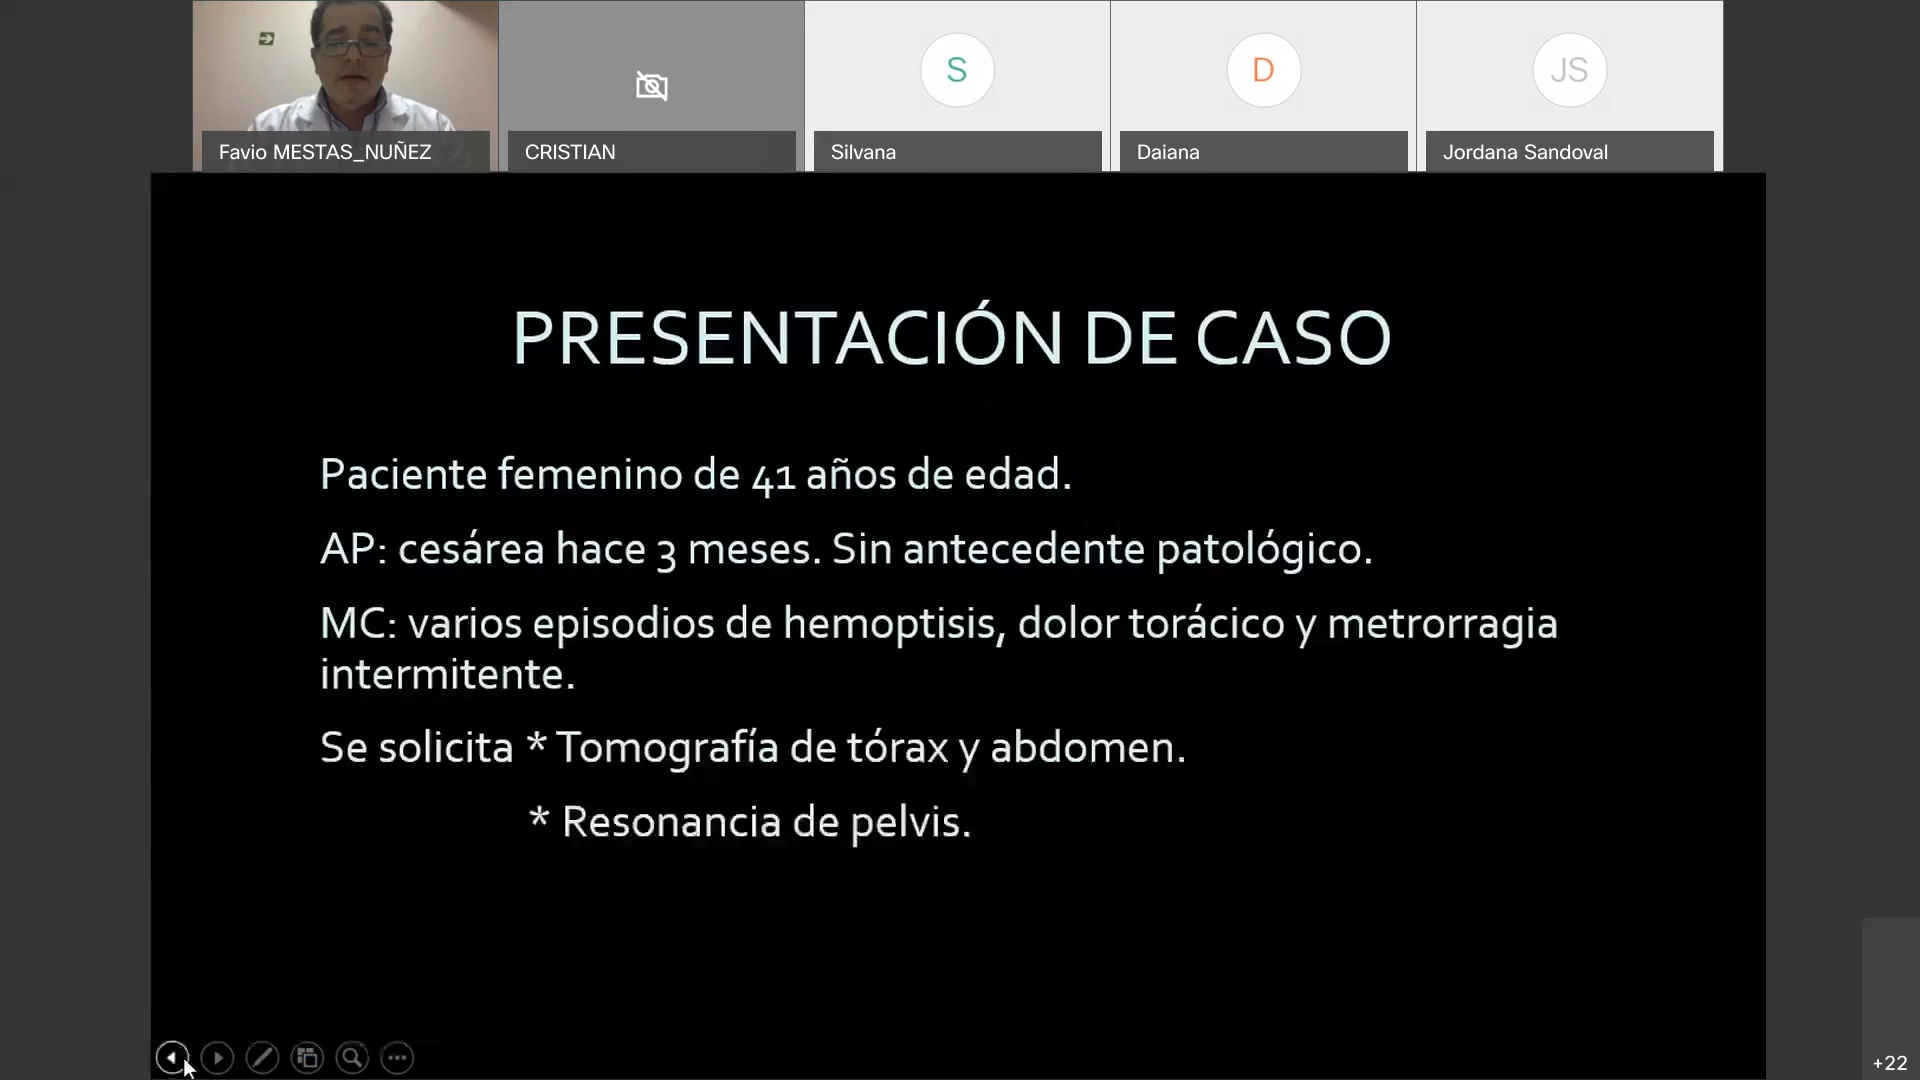 Favio MESTAS_NUÑEZ
CRISTIAN
S
Silvana
D
Daiana
JS
Jordana Sandoval
PRESENTACIÓN DE CASO
Paciente femenino de 41 años de edad.
AP: cesárea hace 3 meses. Sin antecedente patológico.
MC: varios episodios de hemoptisis, dolor torácico y metrorragia
intermitente.
Se solicita * Tomografía de tórax y abdomen.
* Resonancia de pelvis.
+22